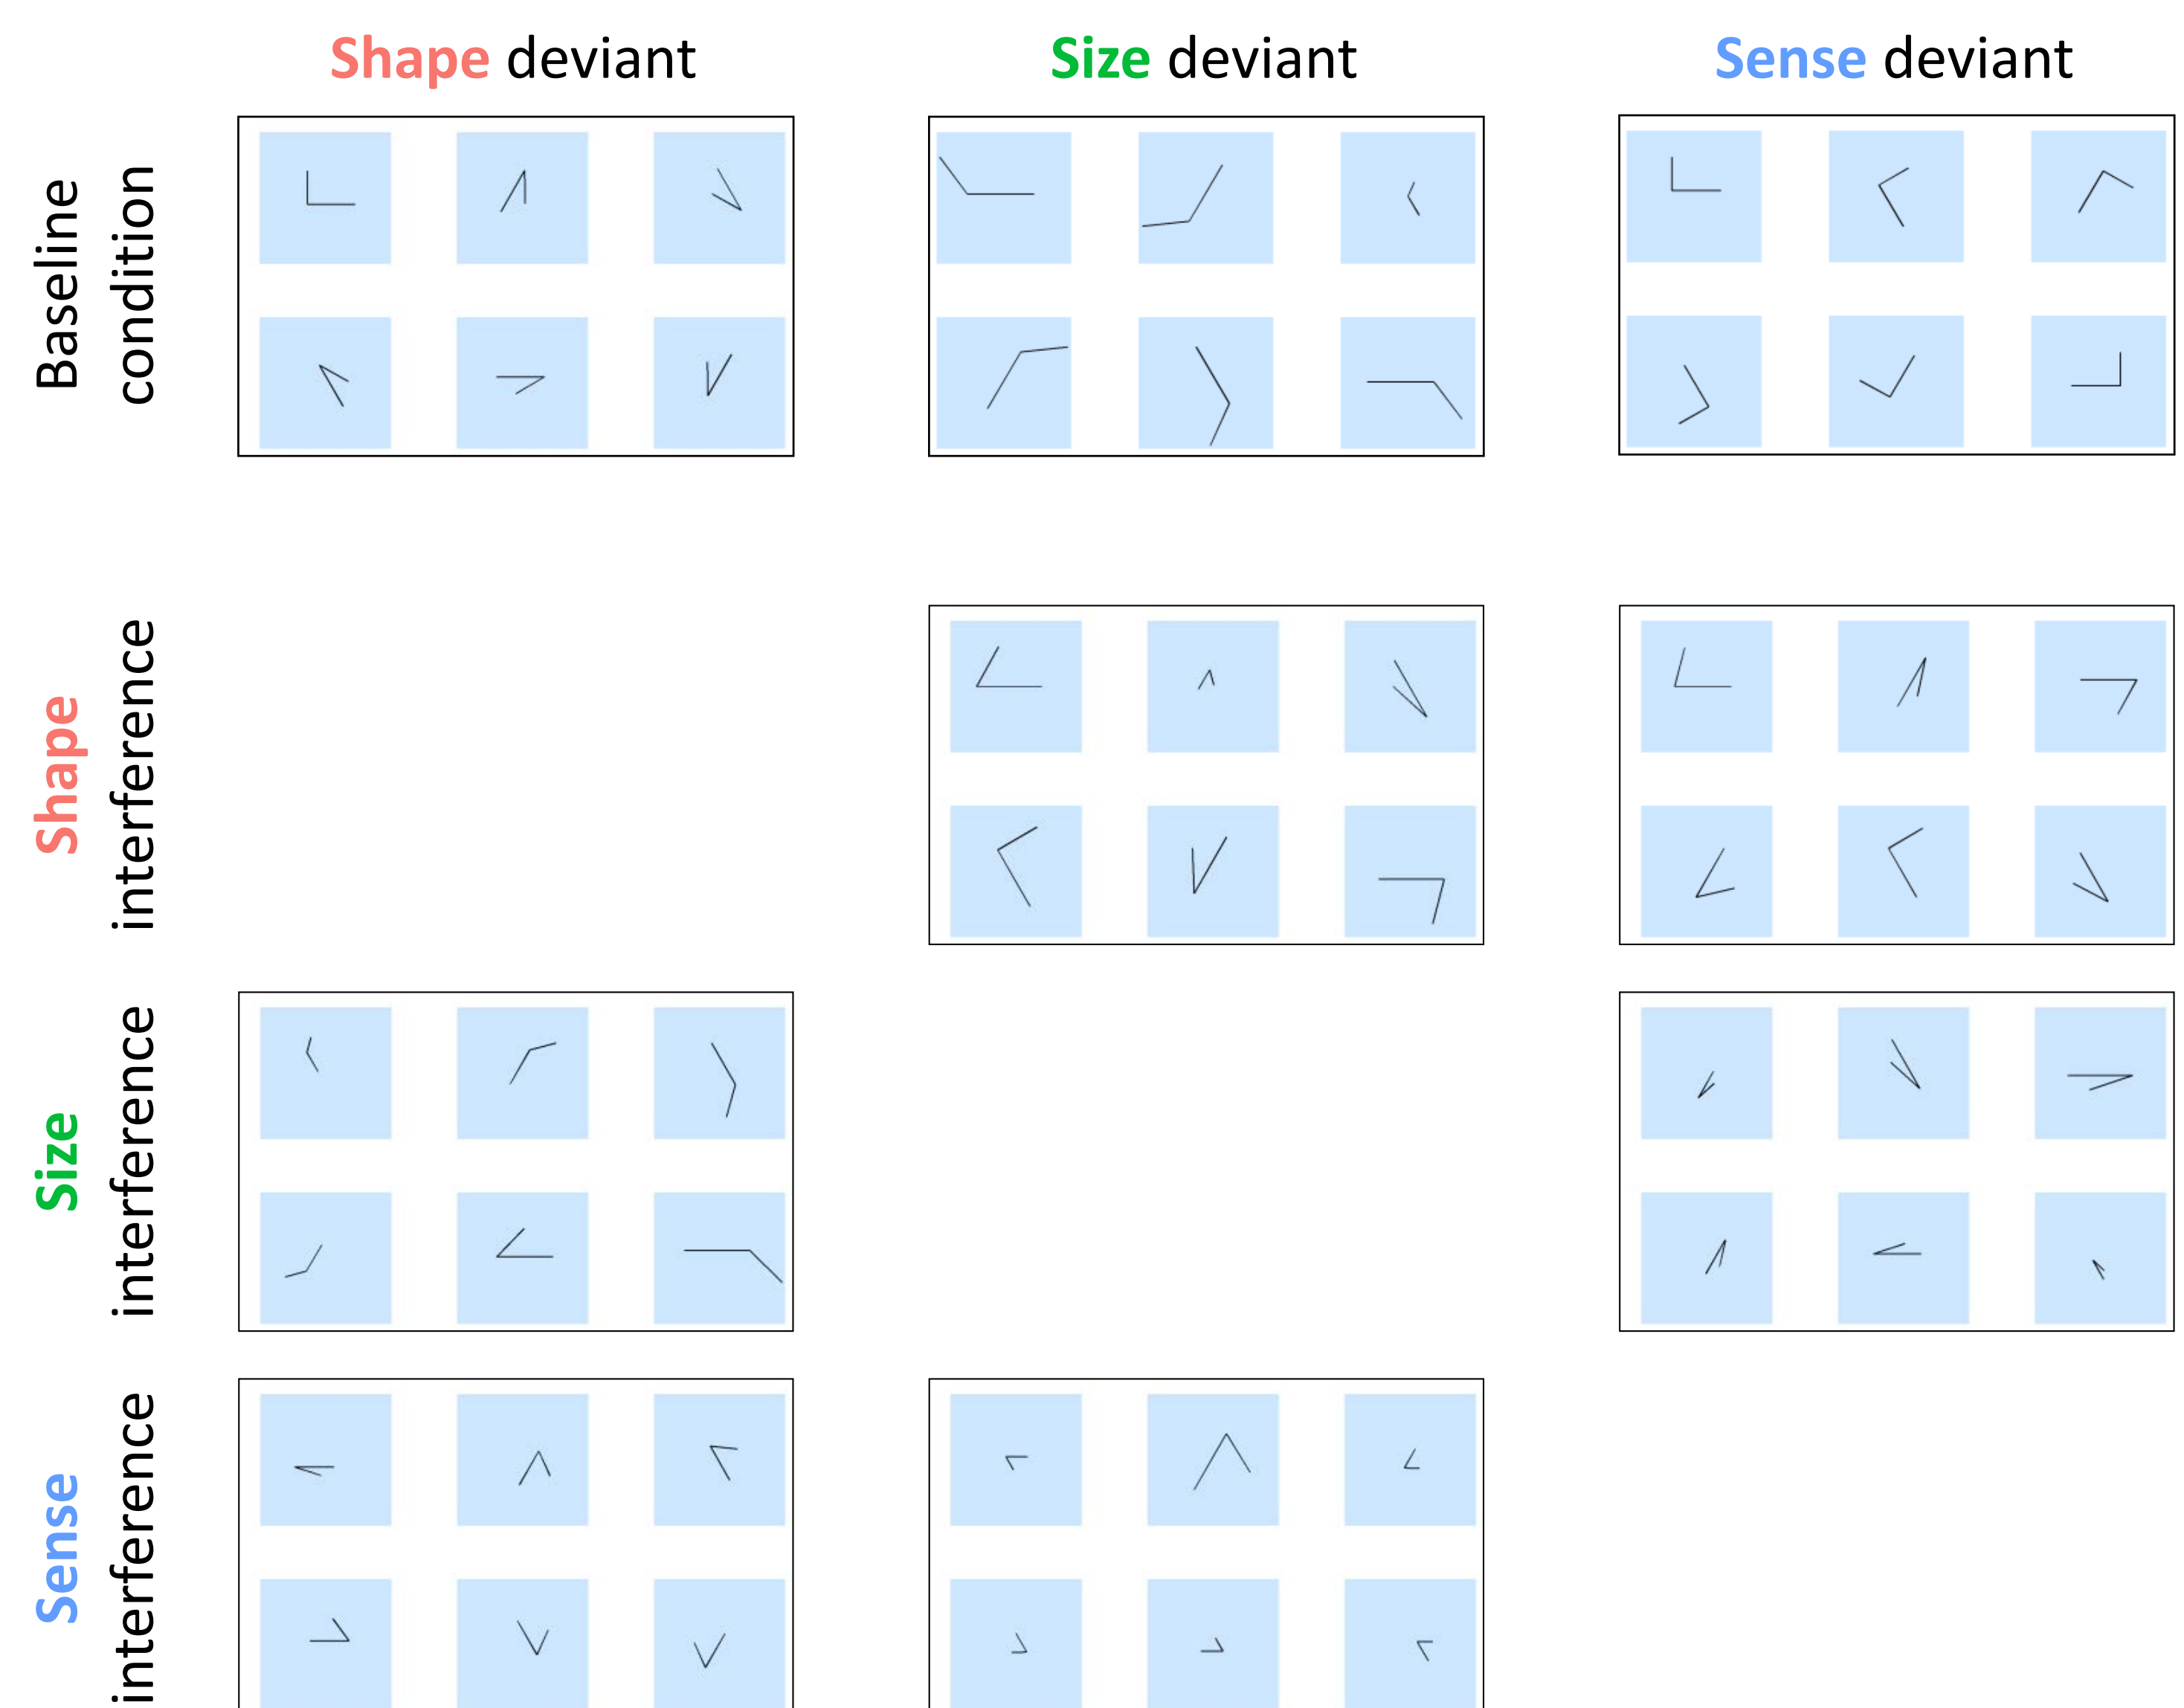 Shape deviant
Size deviant
Sense deviant
Baseline
condition
Shape
interference
Size
interference
Sense
interference